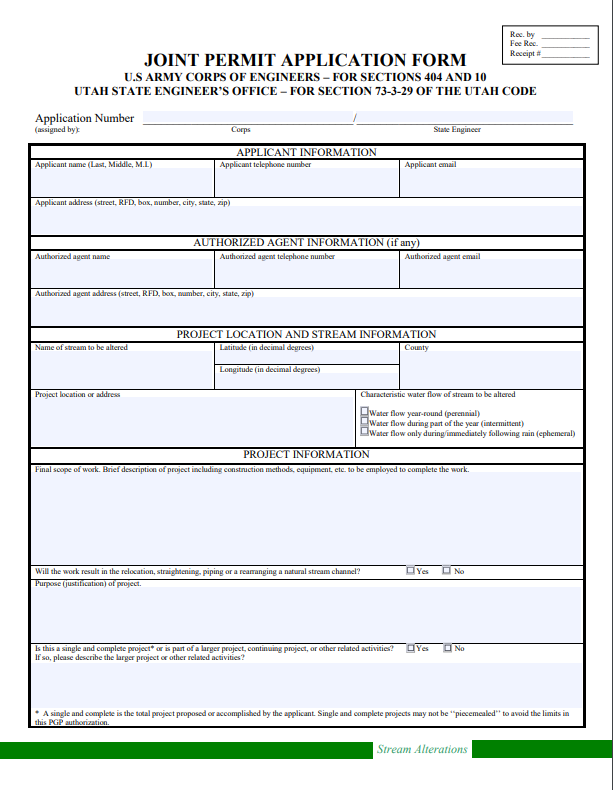 Rec. by ___________
Fee Rec. ___________
Receipt # ___________
JOINT PERMIT APPLICATION FORM
U.S ARMY CORPS OF ENGINEERS – FOR SECTIONS 404 AND 10
UTAH STATE ENGINEER'S OFFICE – FOR SECTION 73-3-29 OF THE UTAH CODE
Application Number /
(assigned by): Corps State Engineer
APPLICANT INFORMATION
Applicant name (Last, Middle, M.I.) Applicant telephone number Applicant email
Applicant address (street, RFD, box, number, city, state, zip)
AUTHORIZED AGENT INFORMATION (if any)
Authorized agent name Authorized agent telephone number Authorized agent email
Authorized agent address (street, RFD, box, number, city, state, zip)
PROJECT LOCATION AND STREAM INFORMATION
Name of stream to be altered Latitude (in decimal degrees) County
Longitude (in decimal degrees)
Project location or address Characteristic water flow of stream to be altered
Water flow year-round (perennial)
Water flow during part of the year (intermittent)
Water flow only during/immediately following rain (ephemeral)
PROJECT INFORMATION
Final scope of work. Brief description of project including construction methods, equipment, etc. to be employed to complete the work.
Will the work result in the relocation, straightening, piping or a rearranging a natural stream channel? Yes No
Purpose (justification) of project.
Is this a single and complete project* or is part of a larger project, continuing project, or other related activities? Yes No
If so, please describe the larger project or other related activities?
* A single and complete is the total project proposed or accomplished by the applicant. Single and complete projects may not be ''piecemealed'' to avoid the limits in
this PGP authorization.
Stream Alterations